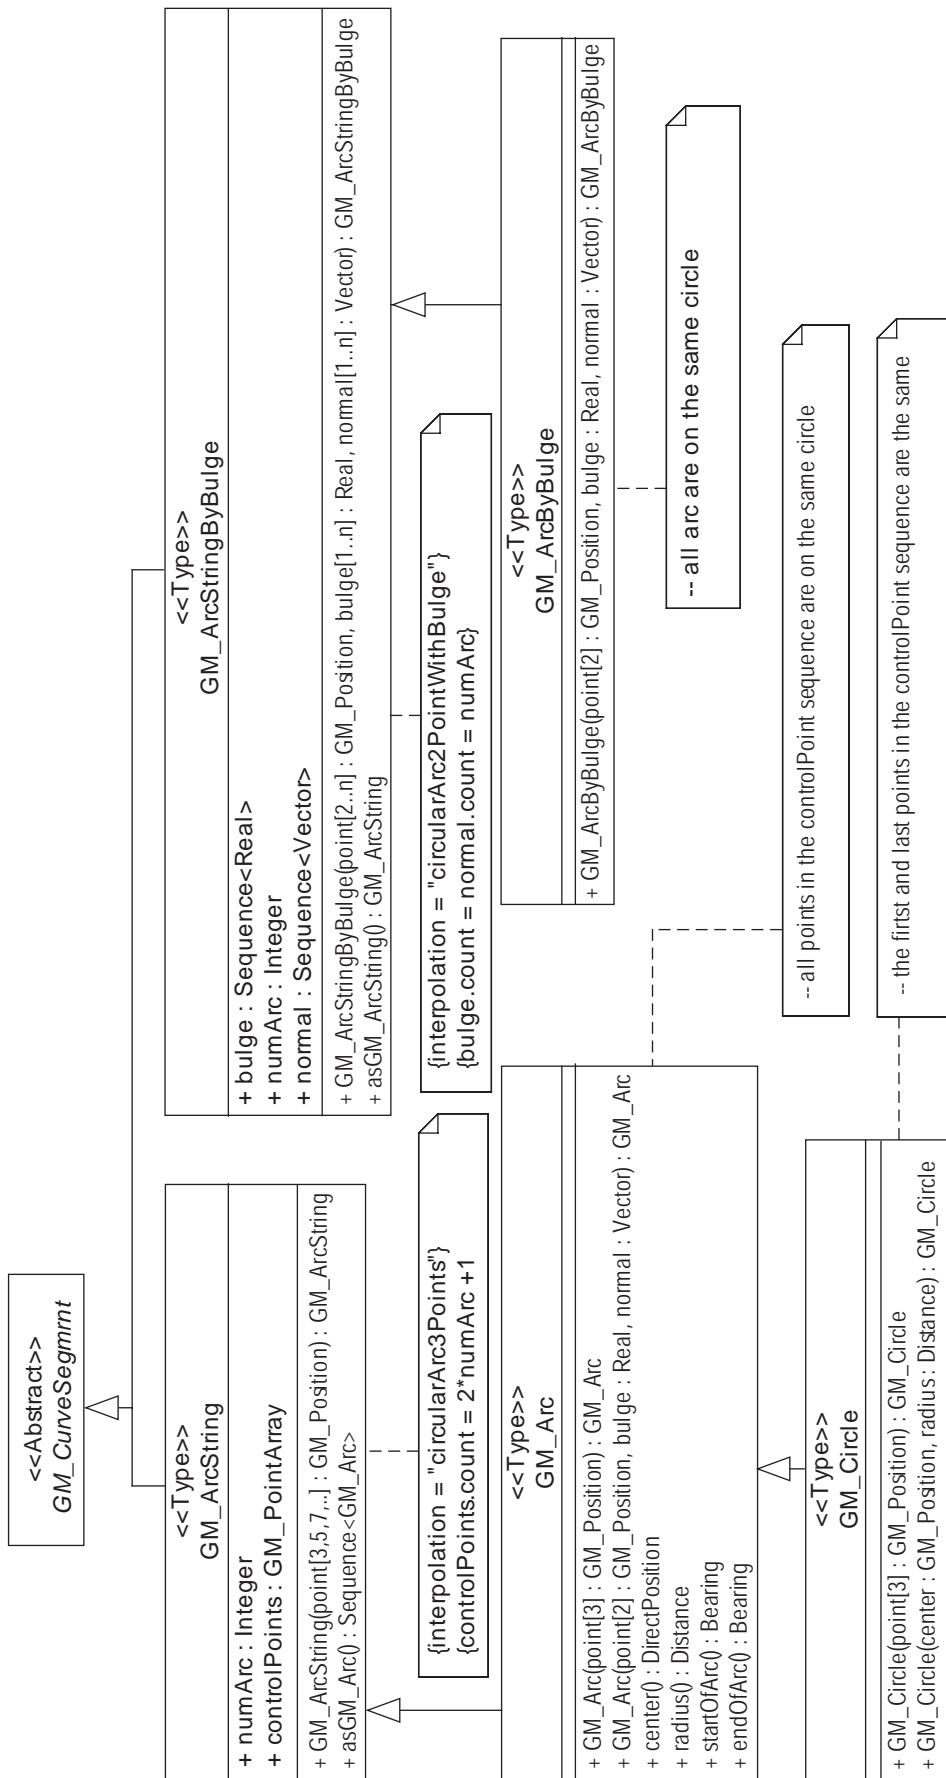 <<Abstract>>
GM_CurveSegmrnt
<<Type>>
GM_ArcString
+ numArc : Integer
+ controlPoints : GM_PointArray
+ GM_ArcString(point[3,5,7...] : GM_Position) : GM_ArcString
+ asGM_Arc() : Sequence<GM_Arc>
{interpolation = "circularArc3Points"}
{controlPoints.count = 2*numArc +1
<<Type>>
GM_ArcStringByBulge
+ bulge : Sequence<Real>
+ numArc : Integer
+ normal : Sequence<Vector>
+ GM_ArcStringByBulge(point[2..n] : GM_Position, bulge[1..n] : Real, normal[1..n] : Vector) : GM_ArcStringByBulge
+ asGM_ArcString() : GM_ArcString
{interpolation = "circularArc2PointWithBulge"}
{bulge.count = normal.count = numArc}
<<Type>>
GM_Arc
+ GM_Arc(point[3] : GM_Position) : GM_Arc
+ GM_Arc(point[2] : GM_Position, bulge : Real, normal : Vector) : GM_Arc
+ center() : DirectPosition
+ radius() : Distance
+ startOfArc() : Bearing
+ endOfArc() : Bearing
<<Type>>
GM_ArcByBulge
+ GM_ArcByBulge(point[2] : GM_Position, bulge : Real, normal : Vector) : GM_ArcByBulge
-- all arc are on the same circle
-- all points in the controlPoint sequence are on the same circle
<<Type>>
GM_Circle
+ GM_Circle(point[3] : GM_Position) : GM_Circle
+ GM_Circle(center : GM_Position, radius : Distance) : GM_Circle
-- the firtst and last points in the controlPoint sequence are the same